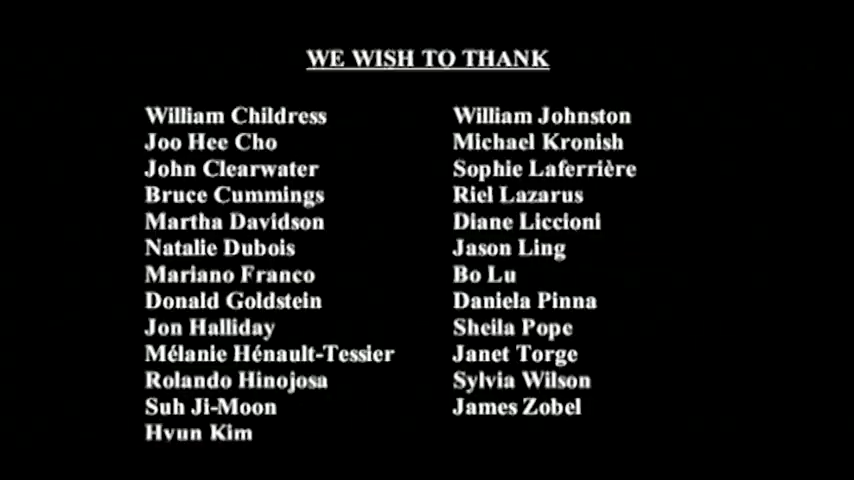 WE WISH TO THANK
William Childress
Joo Hee Cho
John Clearwater
Bruce Cummings
Martha Davidson
Natalie Dubois
Mariano Franco
Donald Goldstein
Jon Halliday
Mélanie Hénault-Tessier
Rolando Hinojosa
Suh Ji-Moon
Hyun Kim
William Johnston
Michael Kronish
Sophie Laferrière
Riel Lazarus
Diane Liccioni
Jason Ling
Bo Lu
Daniela Pinna
Sheila Pope
Janet Torge
Sylvia Wilson
James Zobel